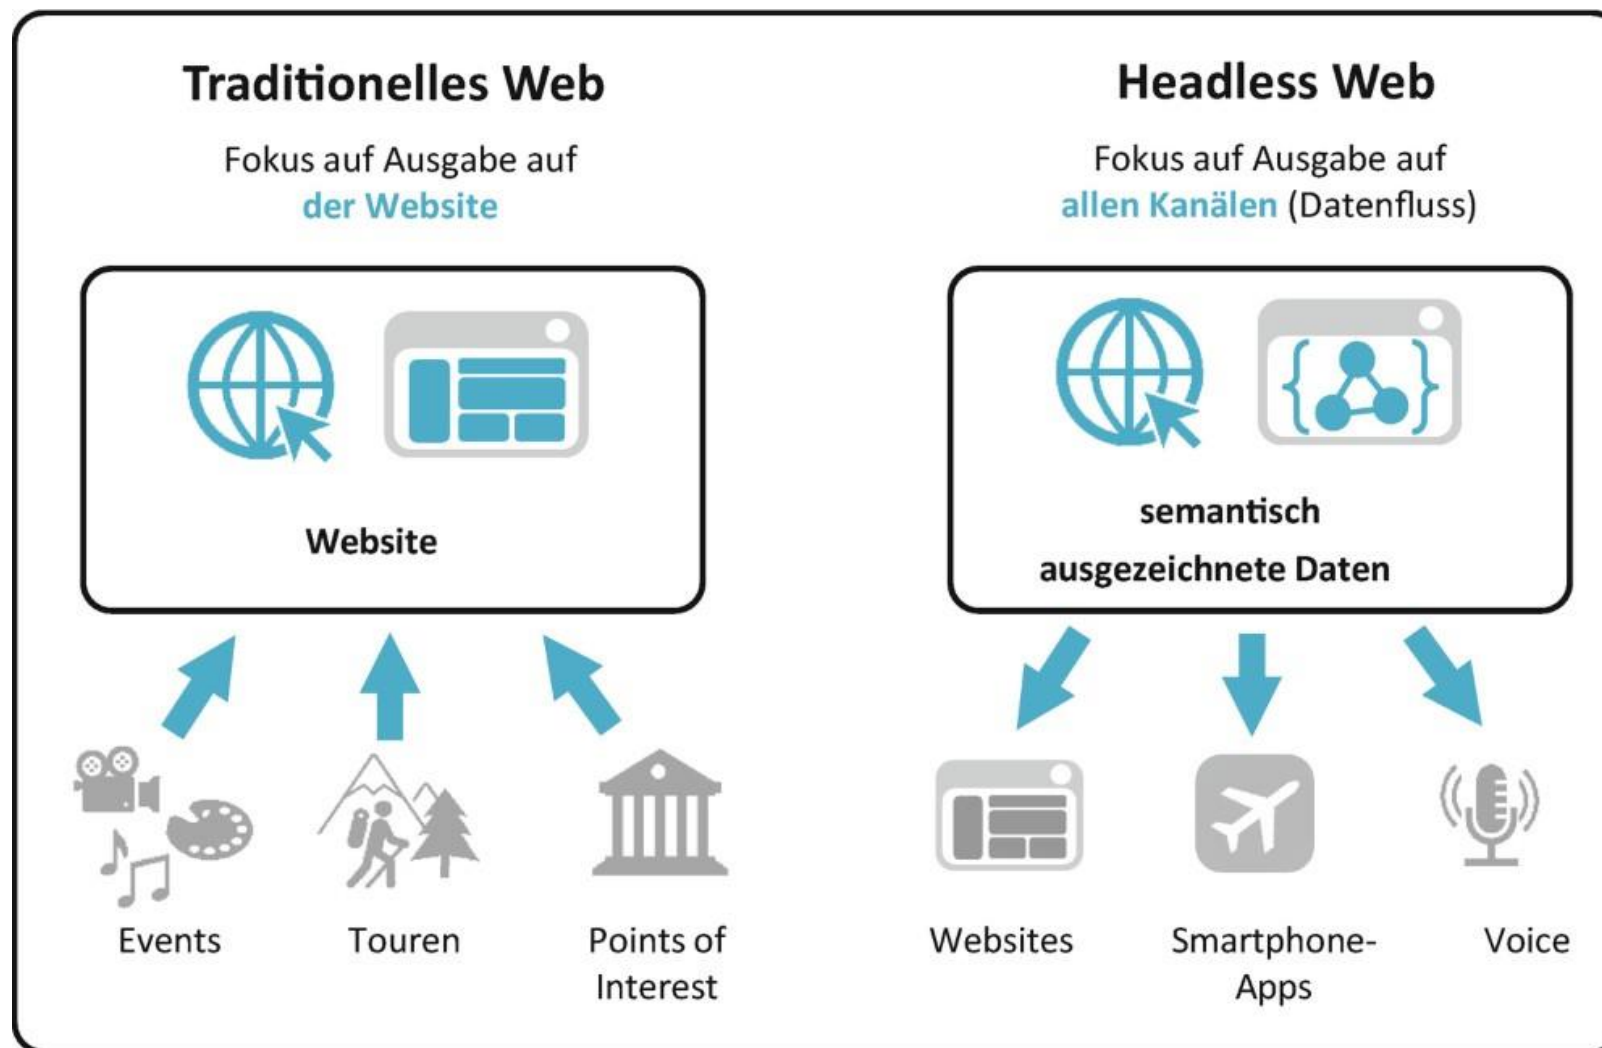 Traditionelles Web
Fokus auf Ausgabe auf
der Website
Website
Events
Touren
Points of
Interest
Headless Web
Fokus auf Ausgabe auf
allen Kanälen (Datenfluss)
semantisch
ausgezeichnete Daten
Websites
Smartphone-
Apps
Voice